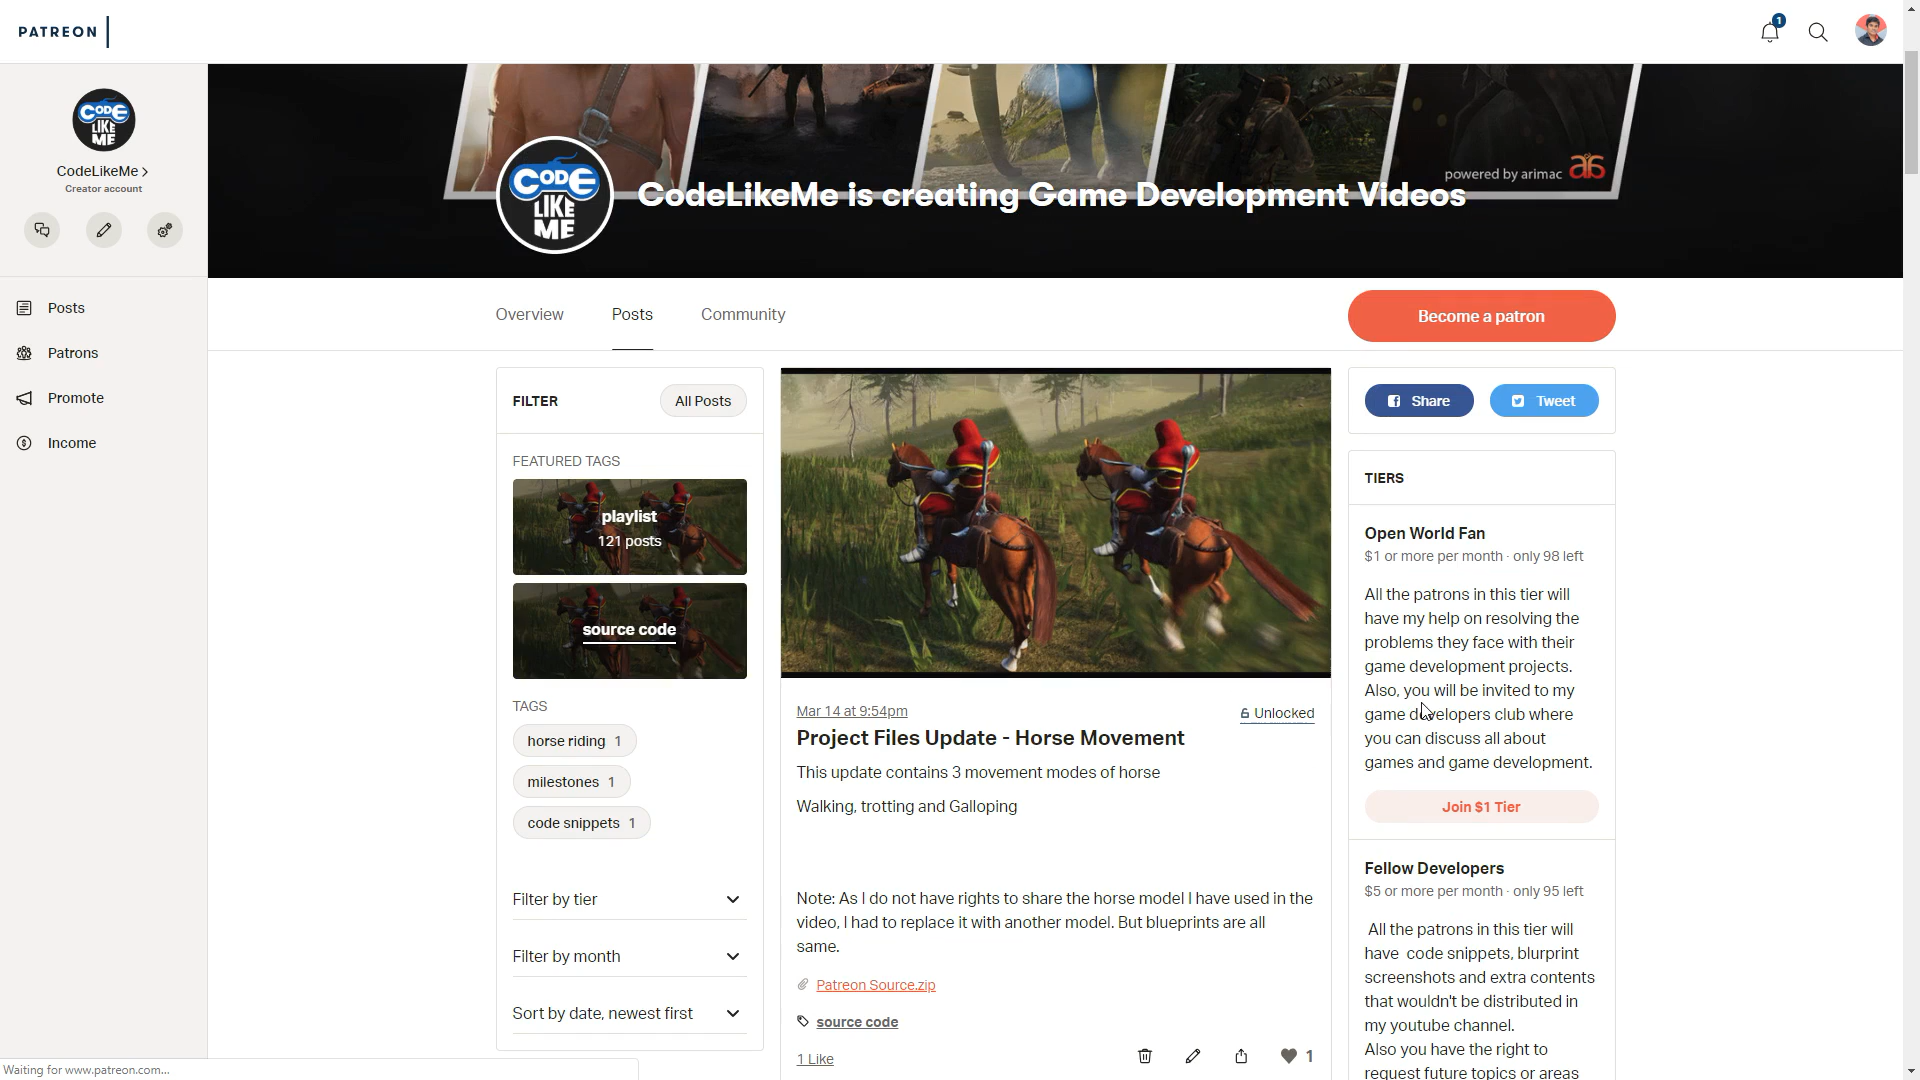 PATREON
1
CODE
LIKE
ME
CodeLikeMe
Creator account
Posts
Patrons
Promote
Income
powered by arimac
CODE
LIKE
ME
CodeLikeMe is creating Game Development Videos
Overview
Posts
Community
Become a patron
FILTER
All Posts
FEATURED TAGS
playlist
121 posts
source code
TAGS
horse riding 1
milestones 1
code snippets 1
Filter by tier
Filter by month
Sort by date, newest first
Mar 14 at 9:54pm
Unlocked
Project Files Update - Horse Movement
This update contains 3 movement modes of horse
Walking, trotting and Galloping
Note: As I do not have rights to share the horse model I have used in the
video, I had to replace it with another model. But blueprints are all
same.
Patreon Source.zip
source code
1 Like
1
Share
Tweet
TIERS
Open World Fan
$1 or more per month · only 98 left
All the patrons in this tier will
have my help on resolving the
problems they face with their
game development projects.
Also, you will be invited to my
game developers club where
you can discuss all about
games and game development.
Join $1 Tier
Fellow Developers
$5 or more per month · only 95 left
All the patrons in this tier will
have code snippets, blurprint
screenshots and extra contents
that wouldn't be distributed in
my youtube channel.
Also you have the right to
request future topics or areas
Waiting for www.patreon.com...